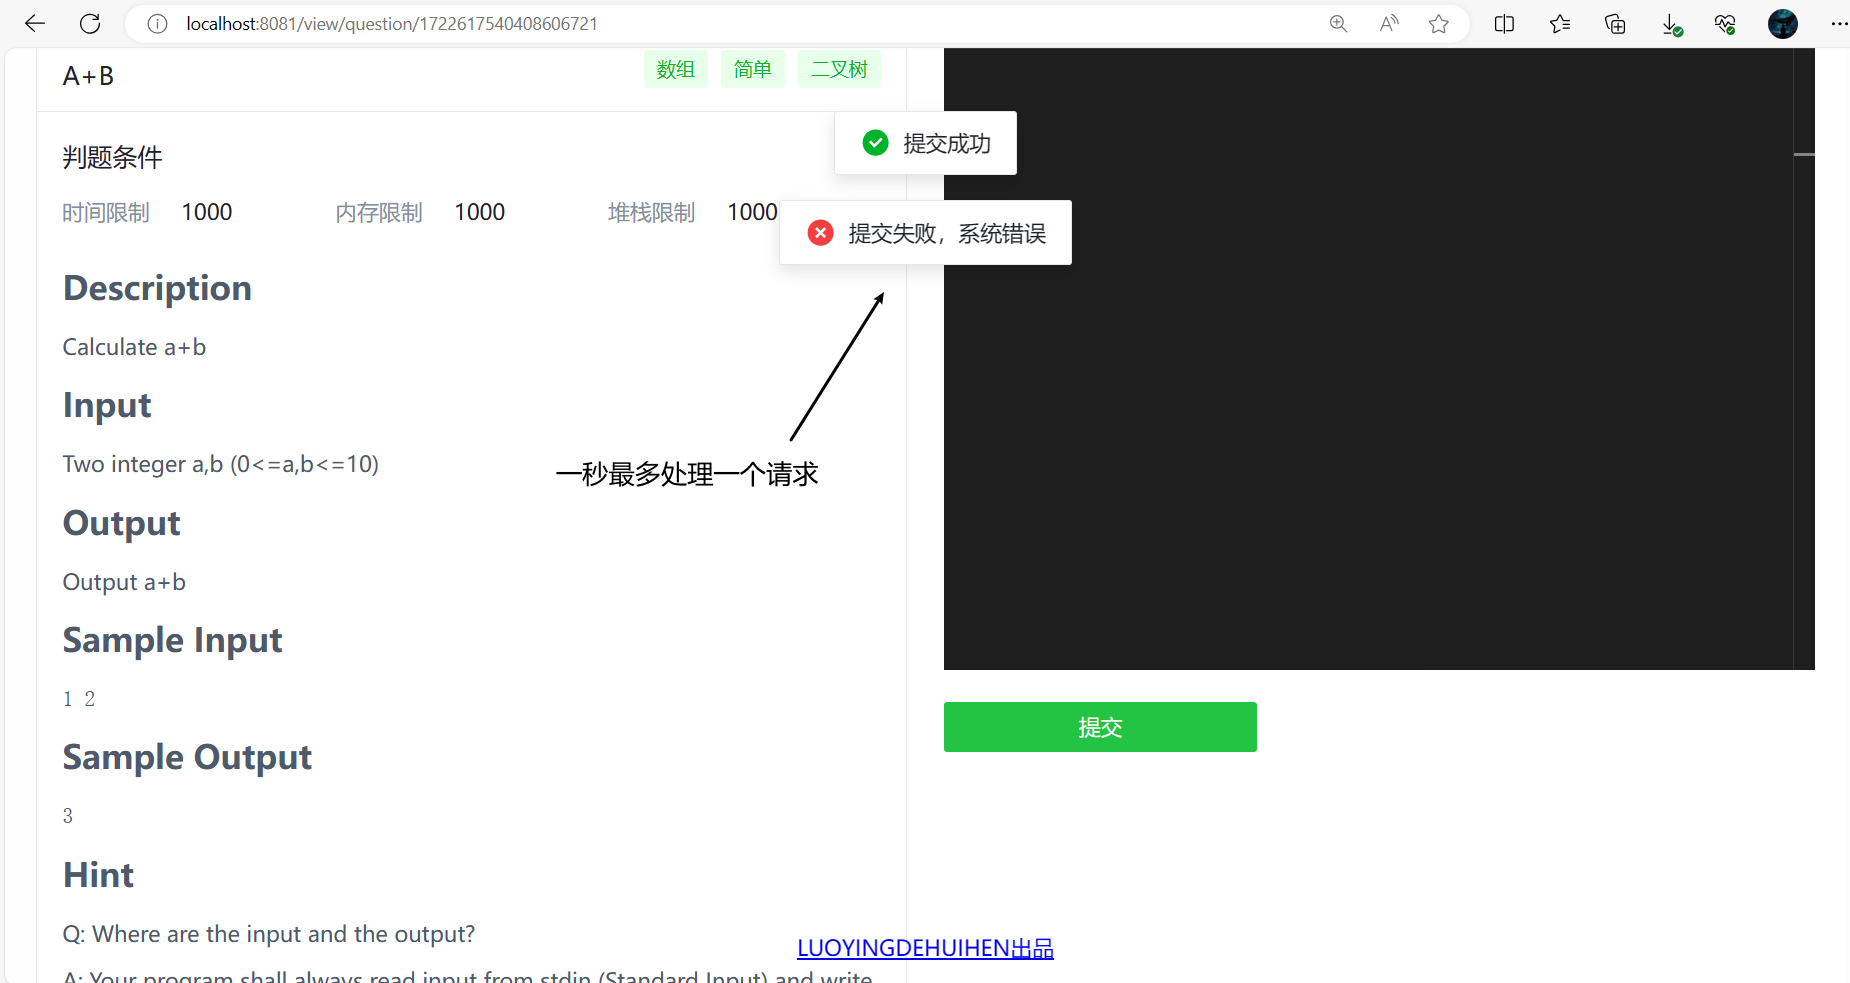 localhost:8081/view/question/1722617540408606721
A+B
数组 简单 二叉树
提交成功
判题条件
时间限制 1000 内存限制 1000 堆栈限制 1000
提交失败，系统错误
Description
Calculate a+b
Input
Two integer a,b (0<=a,b<=10)
一秒最多处理一个请求
Output
Output a+b
Sample Input
1 2
提交
Sample Output
3
Hint
Q: Where are the input and the output?
LUOYINGDEHUIHEN出品
A: Your program shall always read input from stdin (Standard Input) and write